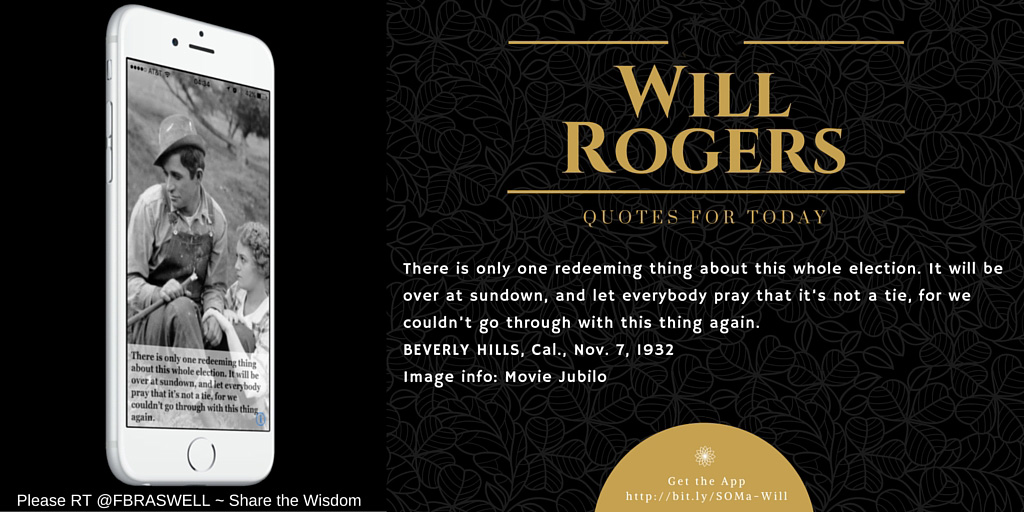 AT&T
04:34
There is only one redeeming thing
about this whole election. It will be
over at sundown, and let everybody
pray that it's not a tie, for we
couldn't go through with this thing
again.
Please RT @FBRASWELL ~ Share the Wisdom
WILL
ROGERS
QUOTES FOR TODAY
There is only one redeeming thing about this whole election. It will be
over at sundown, and let everybody pray that it's not a tie, for we
couldn't go through with this thing again.
BEVERLY HILLS, Cal., Nov. 7, 1932
Image info: Movie Jubilo
Get the App
http://bit.ly/SOMa-Will